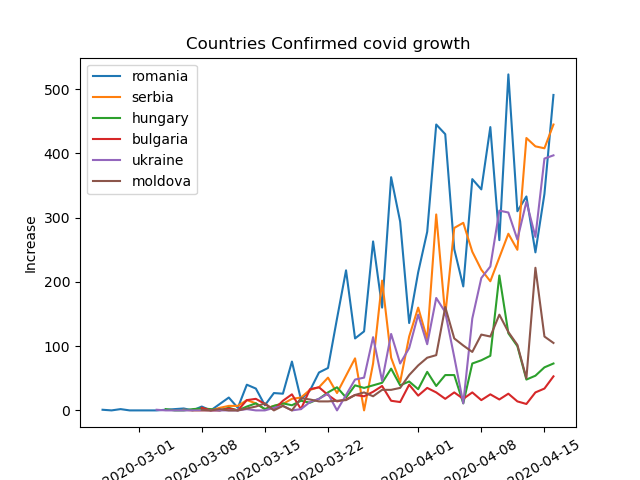 Countries Confirmed covid growth
romania
serbia
hungary
bulgaria
ukraine
moldova
Increase
500
400
300
200
100
0
2020-03-01
2020-03-08
2020-03-15
2020-03-22
2020-04-01
2020-04-08
2020-04-15